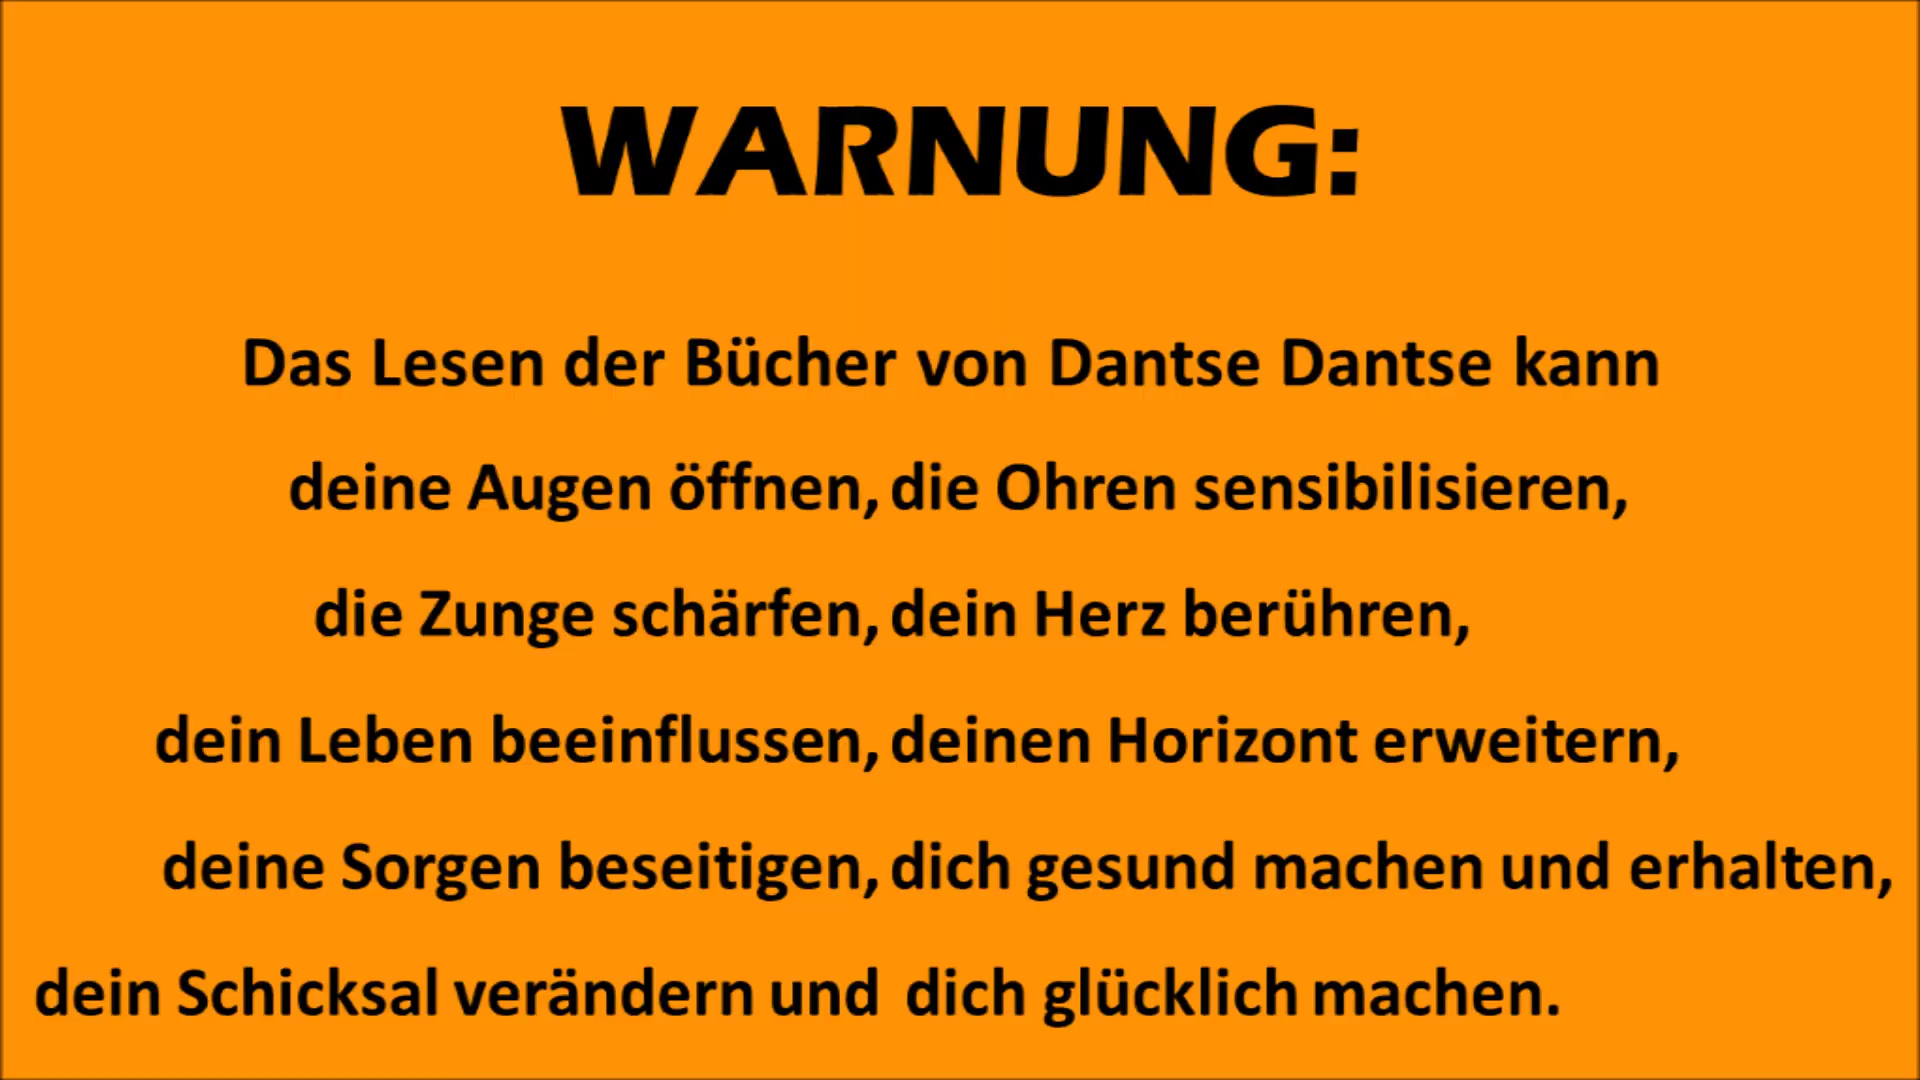 WARNUNG:
Das Lesen der Bücher von Dantse Dantse kann
deine Augen öffnen, die Ohren sensibilisieren,
die Zunge schärfen, dein Herz berühren,
dein Leben beeinflussen, deinen Horizont erweitern,
deine Sorgen beseitigen, dich gesund machen und erhalten,
dein Schicksal verändern und dich glücklich machen.